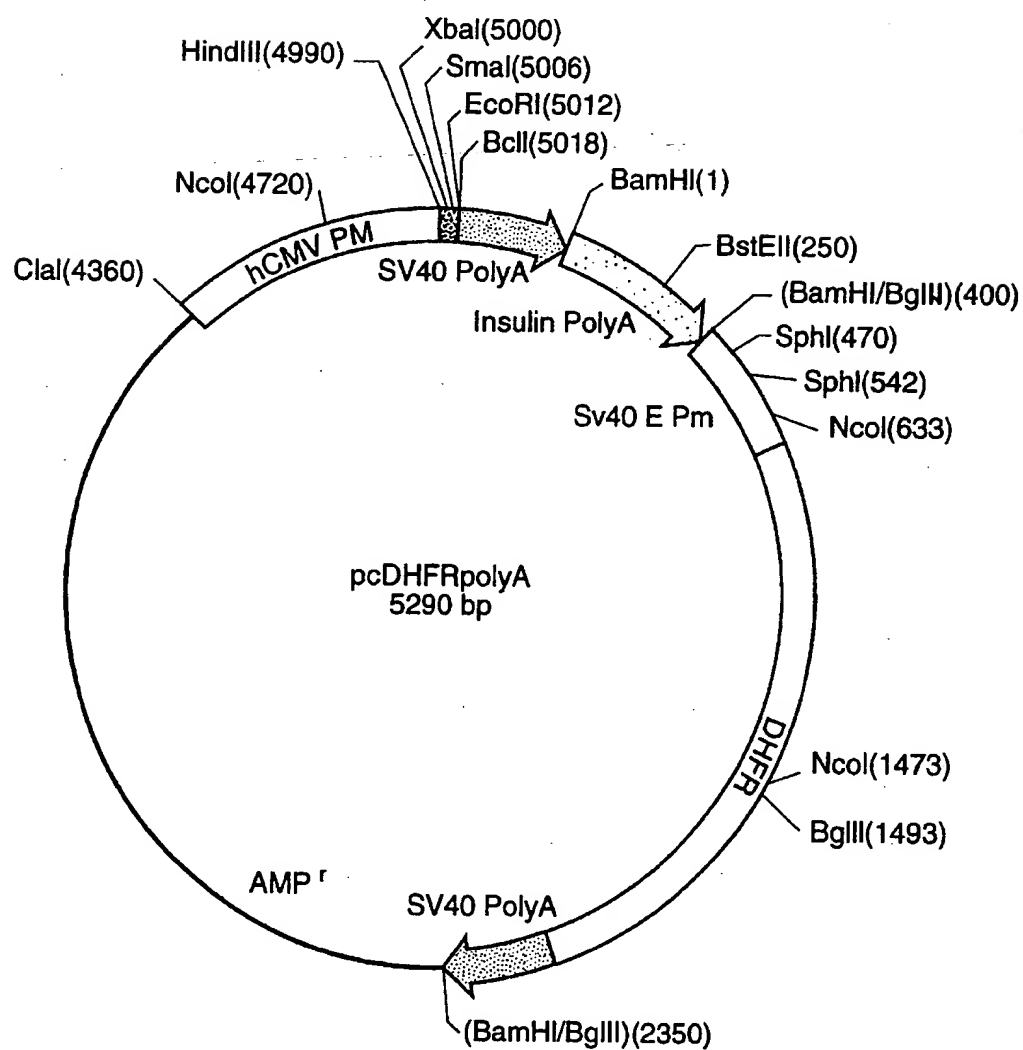 XbaI(5000)
HindIII(4990)
SmaI(5006)
EcoRI(5012)
BclI(5018)
NcoI(4720)
BamHI(1)
hCMV PM
ClaI(4360)
SV40 PolyA
BstEII(250)
(BamHI/BglII)(400)
Insulin PolyA
SphI(470)
SphI(542)
Sv40 E Pm
NcoI(633)
pcDHFRpolyA
5290 bp
DHFR
NcoI(1473)
BglII(1493)
AMP r
SV40 PolyA
(BamHI/BglII)(2350)